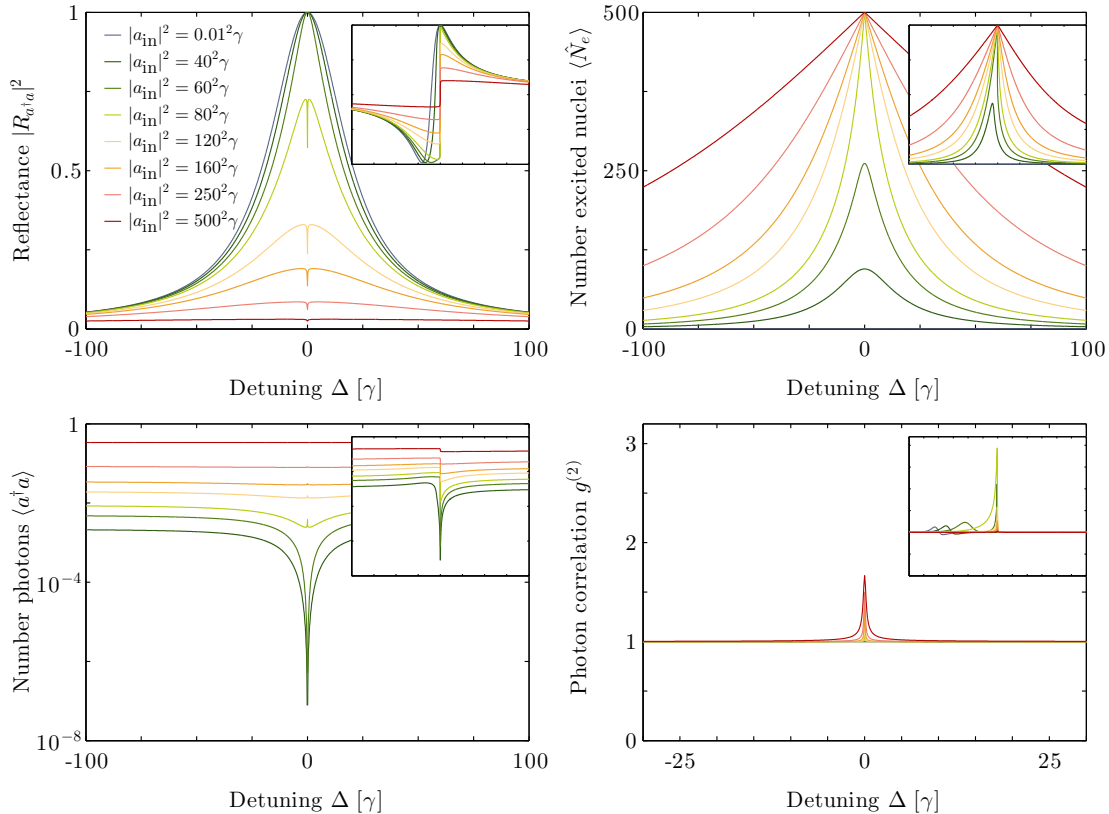 1
0.5
0
Reflectance |R_{a†a}|²
|a_in|² = 0.01²γ
|a_in|² = 40²γ
|a_in|² = 60²γ
|a_in|² = 80²γ
|a_in|² = 120²γ
|a_in|² = 160²γ
|a_in|² = 250²γ
|a_in|² = 500²γ
-100
0
100
Detuning Δ [γ]
500
250
0
Number excited nuclei ⟨N̂_e⟩
-100
0
100
Detuning Δ [γ]
1
10⁻⁴
10⁻⁸
Number photons ⟨a†a⟩
-100
0
100
Detuning Δ [γ]
3
2
1
0
Photon correlation g⁽²⁾
-25
0
25
Detuning Δ [γ]